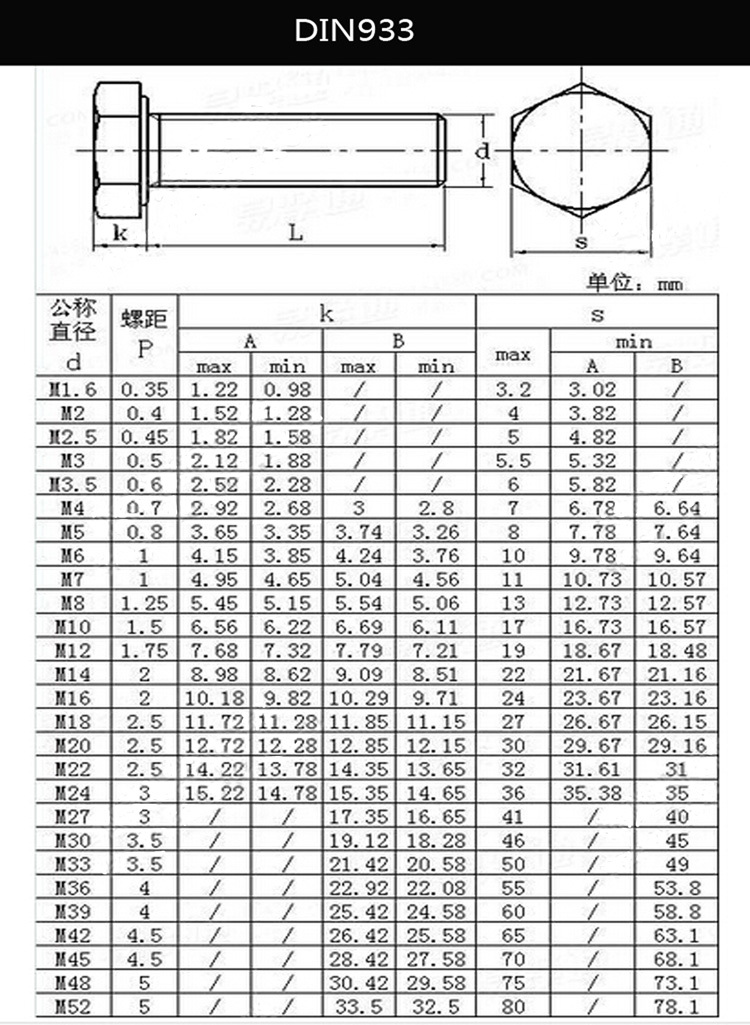 DIN933
d
k
L
s
单位：mm
公称直径 d 螺距 P k s
A B max min
max min max min A B
M1.6 0.35 1.22 0.98 / / 3.2 3.02 /
M2 0.4 1.52 1.28 / / 4 3.82 /
M2.5 0.45 1.82 1.58 / / 5 4.82 /
M3 0.5 2.12 1.88 / / 5.5 5.32 /
M3.5 0.6 2.52 2.28 / / 6 5.82 /
M4 0.7 2.92 2.68 3 2.8 7 6.78 6.64
M5 0.8 3.65 3.35 3.74 3.26 8 7.78 7.64
M6 1 4.15 3.85 4.24 3.76 10 9.78 9.64
M7 1 4.95 4.65 5.04 4.56 11 10.73 10.57
M8 1.25 5.45 5.15 5.54 5.06 13 12.73 12.57
M10 1.5 6.56 6.22 6.69 6.11 17 16.73 16.57
M12 1.75 7.68 7.32 7.79 7.21 19 18.67 18.48
M14 2 8.98 8.62 9.09 8.51 22 21.67 21.16
M16 2 10.18 9.82 10.29 9.71 24 23.67 23.16
M18 2.5 11.72 11.28 11.85 11.15 27 26.67 26.15
M20 2.5 12.72 12.28 12.85 12.15 30 29.67 29.16
M22 2.5 14.22 13.78 14.35 13.65 32 31.61 31
M24 3 15.22 14.78 15.35 14.65 36 35.38 35
M27 3 / / 17.35 16.65 41 / 40
M30 3.5 / / 19.12 18.28 46 / 45
M33 3.5 / / 21.42 20.58 50 / 49
M36 4 / / 22.92 22.08 55 / 53.8
M39 4 / / 25.42 24.58 60 / 58.8
M42 4.5 / / 26.42 25.58 65 / 63.1
M45 4.5 / / 28.42 27.58 70 / 68.1
M48 5 / / 30.42 29.58 75 / 73.1
M52 5 / / 33.5 32.5 80 / 78.1